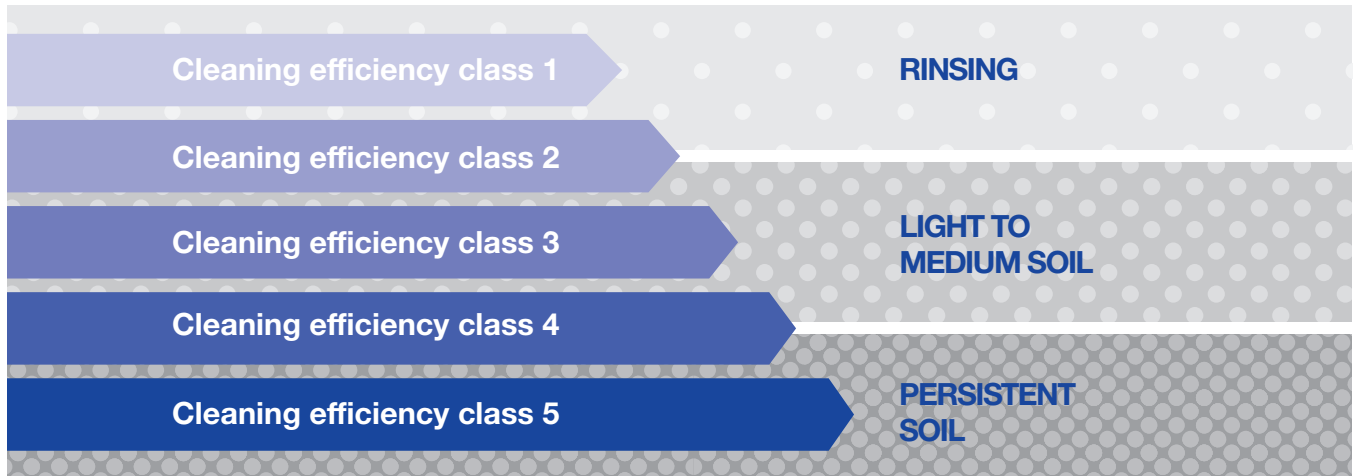 Cleaning efficiency class 1
RINSING
Cleaning efficiency class 2
Cleaning efficiency class 3
LIGHT TO
MEDIUM SOIL
Cleaning efficiency class 4
Cleaning efficiency class 5
PERSISTENT
SOIL